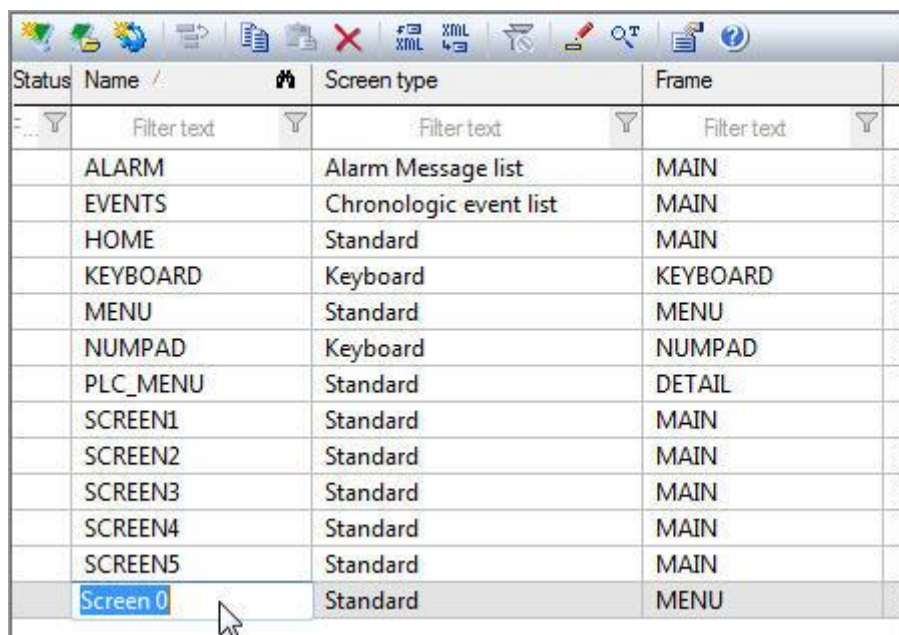 XML XML
Status Name Screen type Frame
F... Filter text Filter text Filter text
ALARM Alarm Message list MAIN
EVENTS Chronologic event list MAIN
HOME Standard MAIN
KEYBOARD Keyboard KEYBOARD
MENU Standard MENU
NUMPAD Keyboard NUMPAD
PLC_MENU Standard DETAIL
SCREEN1 Standard MAIN
SCREEN2 Standard MAIN
SCREEN3 Standard MAIN
SCREEN4 Standard MAIN
SCREEN5 Standard MAIN
Screen 0 Standard MENU